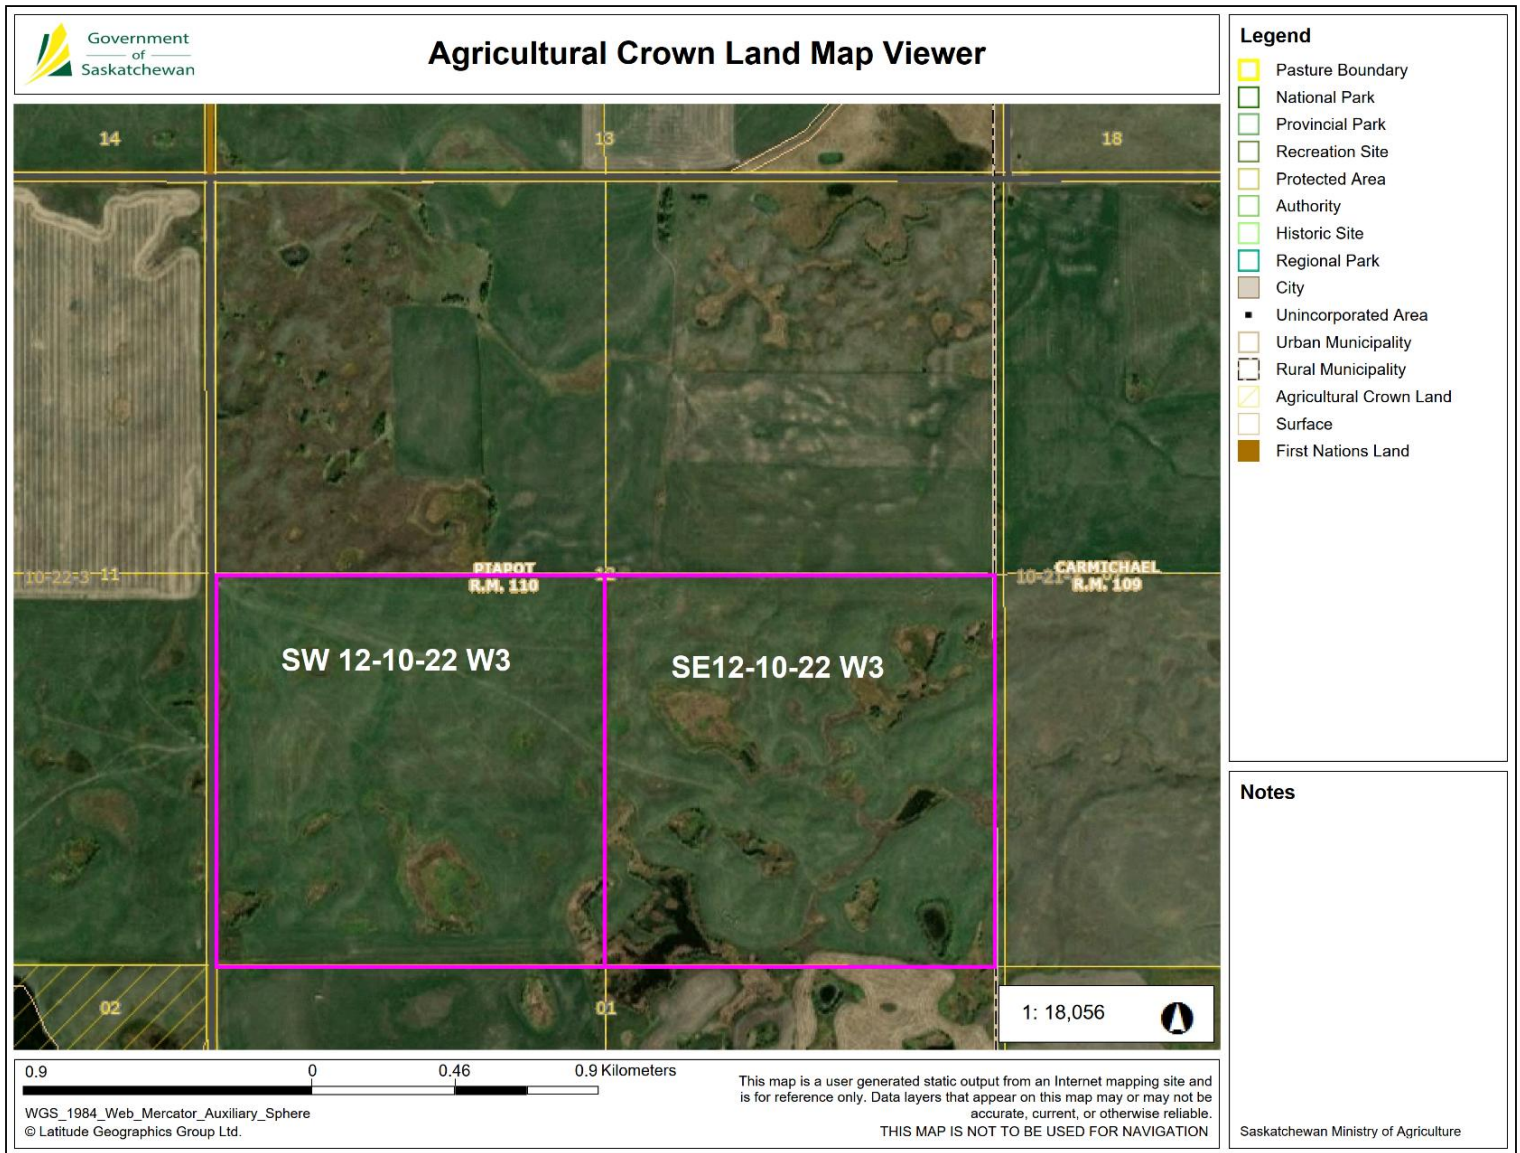 Government
of
Saskatchewan
Agricultural Crown Land Map Viewer
14
13
18
10-22-3 11
PIAPOT
R.M. 110
12
CARMICHAEL
R.M. 109
SW 12-10-22 W3
SE12-10-22 W3
02
01
1: 18,056
Legend
Pasture Boundary
National Park
Provincial Park
Recreation Site
Protected Area
Authority
Historic Site
Regional Park
City
Unincorporated Area
Urban Municipality
Rural Municipality
Agricultural Crown Land
Surface
First Nations Land
Notes
Saskatchewan Ministry of Agriculture
0.9 0 0.46 0.9 Kilometers
WGS_1984_Web_Mercator_Auxiliary_Sphere
© Latitude Geographics Group Ltd.
This map is a user generated static output from an Internet mapping site and
is for reference only. Data layers that appear on this map may or may not be
accurate, current, or otherwise reliable.
THIS MAP IS NOT TO BE USED FOR NAVIGATION